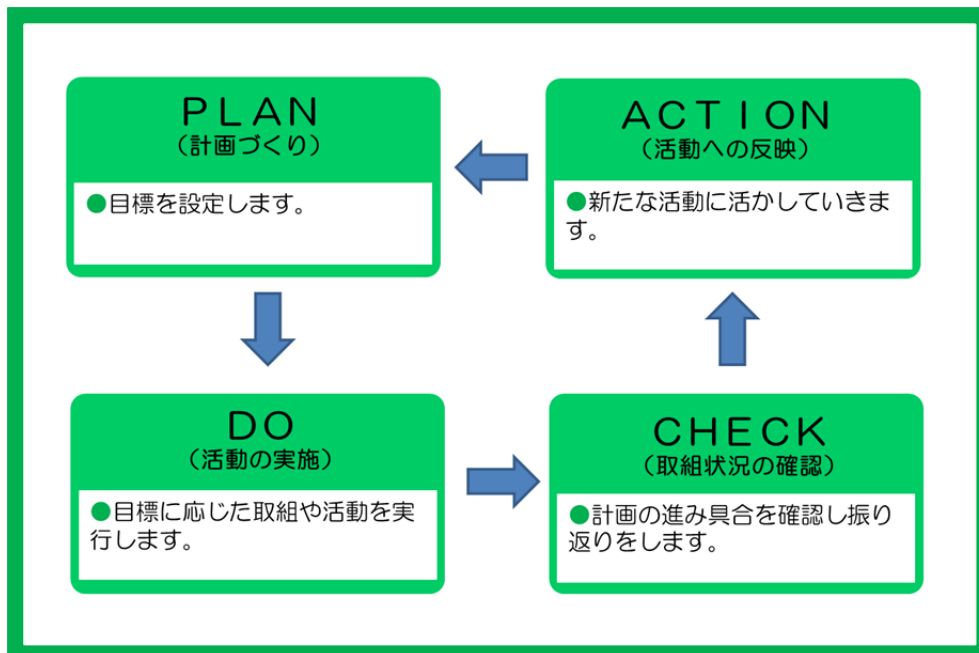 ＰＬＡＮ
（計画づくり）
●目標を設定します。
ＡＣＴＩＯＮ
（活動への反映）
●新たな活動に活かしていきま
す。
ＤＯ
（活動の実施）
●目標に応じた取組や活動を実
行します。
ＣＨＥＣＫ
（取組状況の確認）
●計画の進み具合を確認し振り
返りをします。